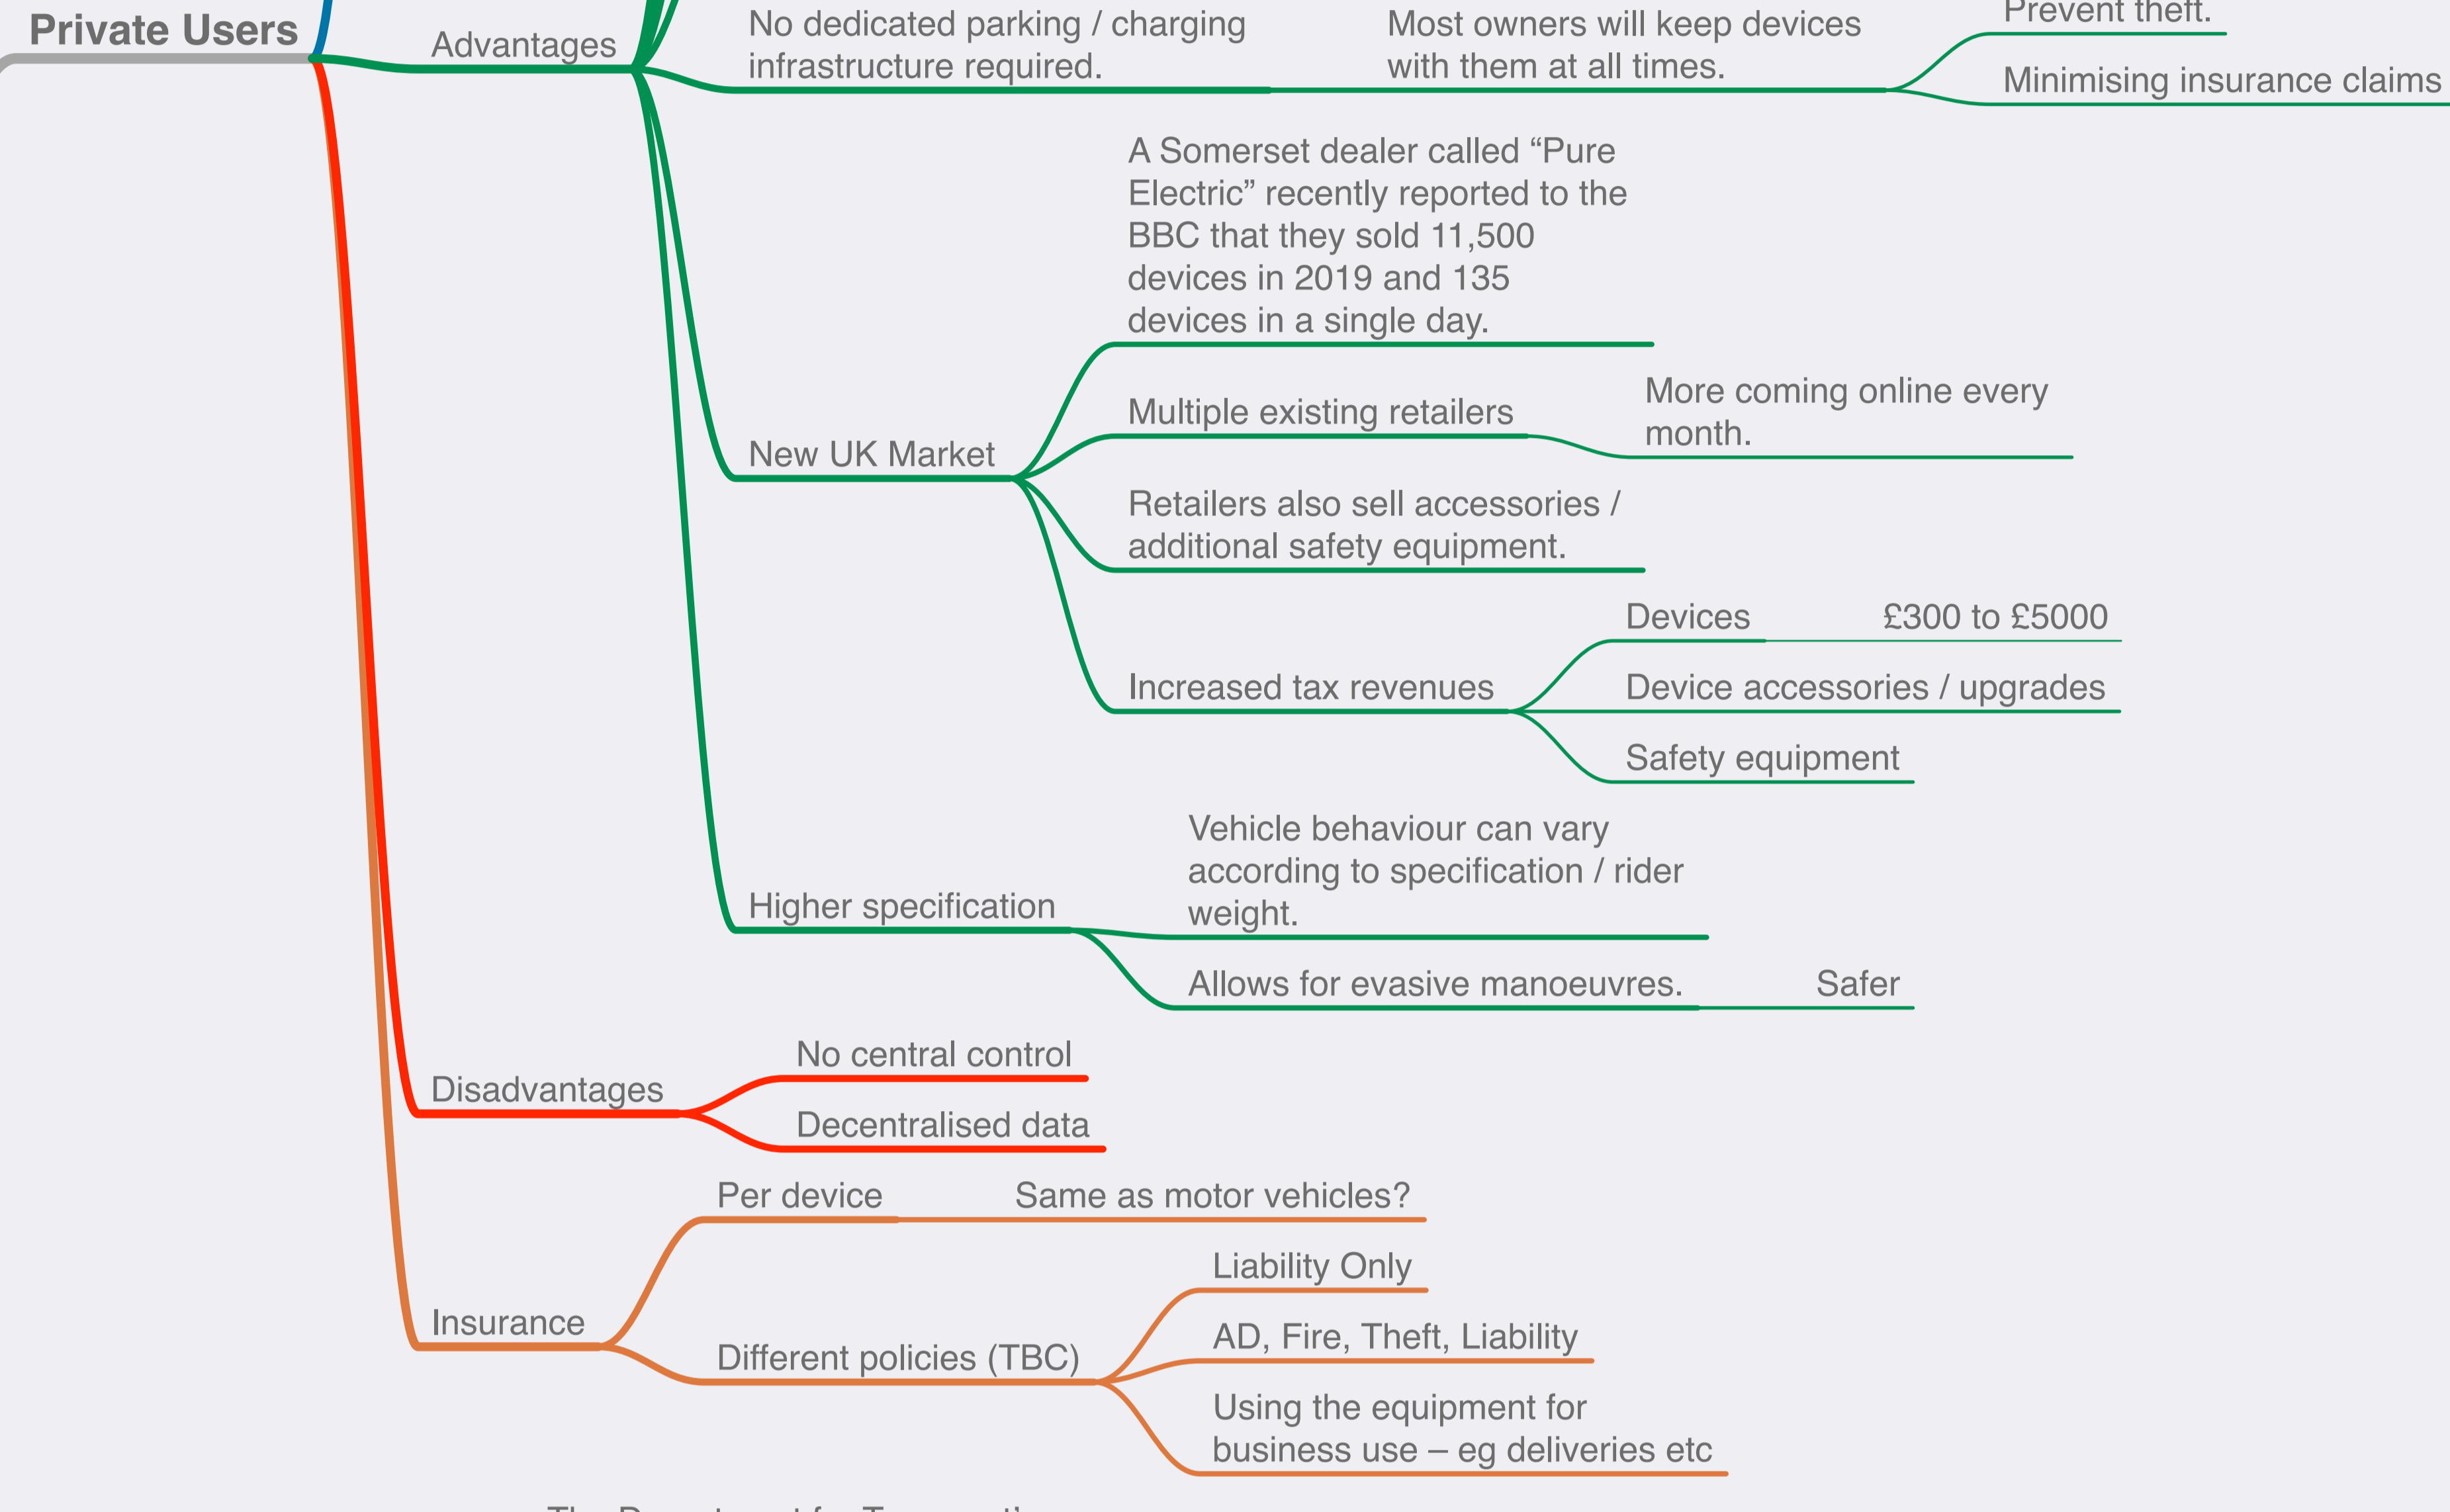 Private Users
Advantages
No dedicated parking / charging
infrastructure required.
Most owners will keep devices
with them at all times.
Prevent theft.
Minimising insurance claims
New UK Market
A Somerset dealer called “Pure
Electric” recently reported to the
BBC that they sold 11,500
devices in 2019 and 135
devices in a single day.
Multiple existing retailers
More coming online every
month.
Retailers also sell accessories /
additional safety equipment.
Increased tax revenues
Devices
£300 to £5000
Device accessories / upgrades
Safety equipment
Higher specification
Vehicle behaviour can vary
according to specification / rider
weight.
Allows for evasive manoeuvres.
Safer
Disadvantages
No central control
Decentralised data
Insurance
Per device
Same as motor vehicles?
Different policies (TBC)
Liability Only
AD, Fire, Theft, Liability
Using the equipment for
business use – eg deliveries etc